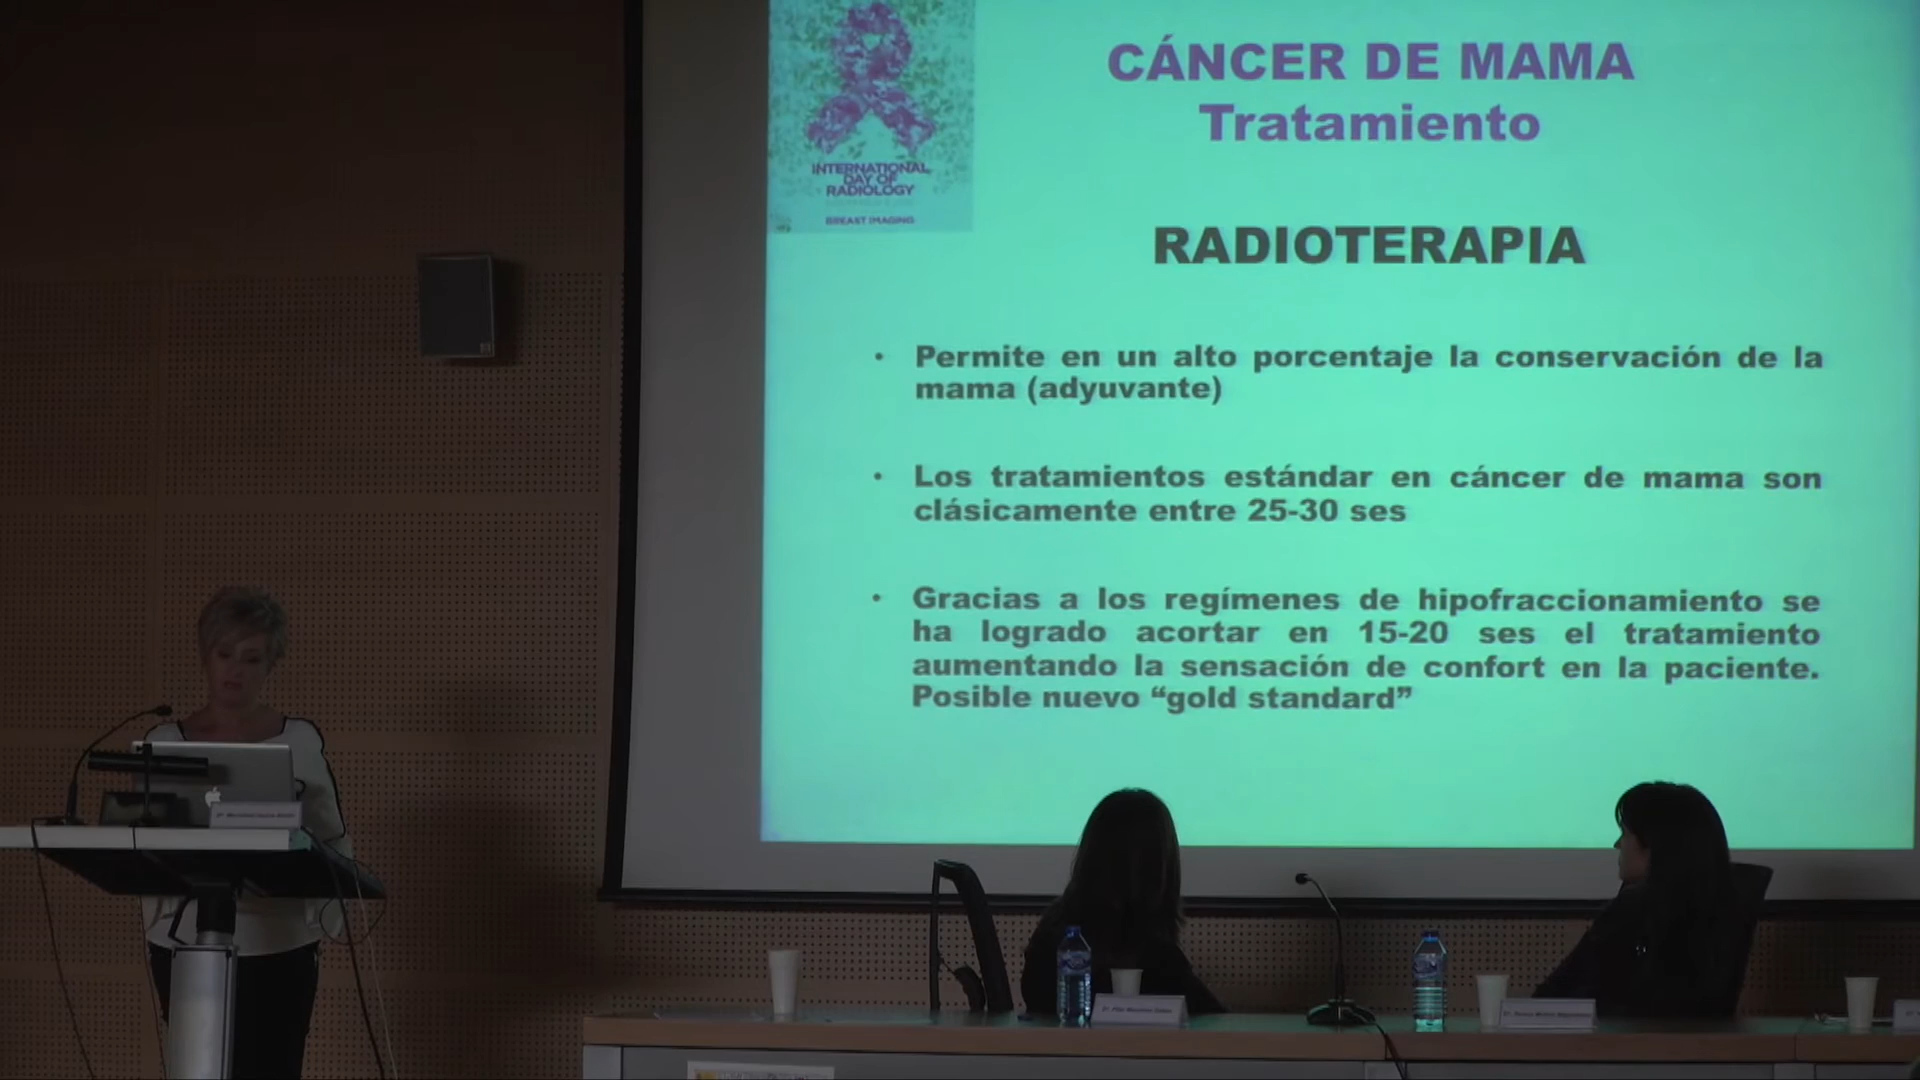 CÁNCER DE MAMA
Tratamiento
INTERNATIONAL
DAY OF
RADIOLOGY
BREAST IMAGING
RADIOTERAPIA
• Permite en un alto porcentaje la conservación de la
mama (adyuvante)
• Los tratamientos estándar en cáncer de mama son
clásicamente entre 25-30 ses
• Gracias a los regímenes de hipofraccionamiento se
ha logrado acortar en 15-20 ses el tratamiento
aumentando la sensación de confort en la paciente.
Posible nuevo “gold standard”